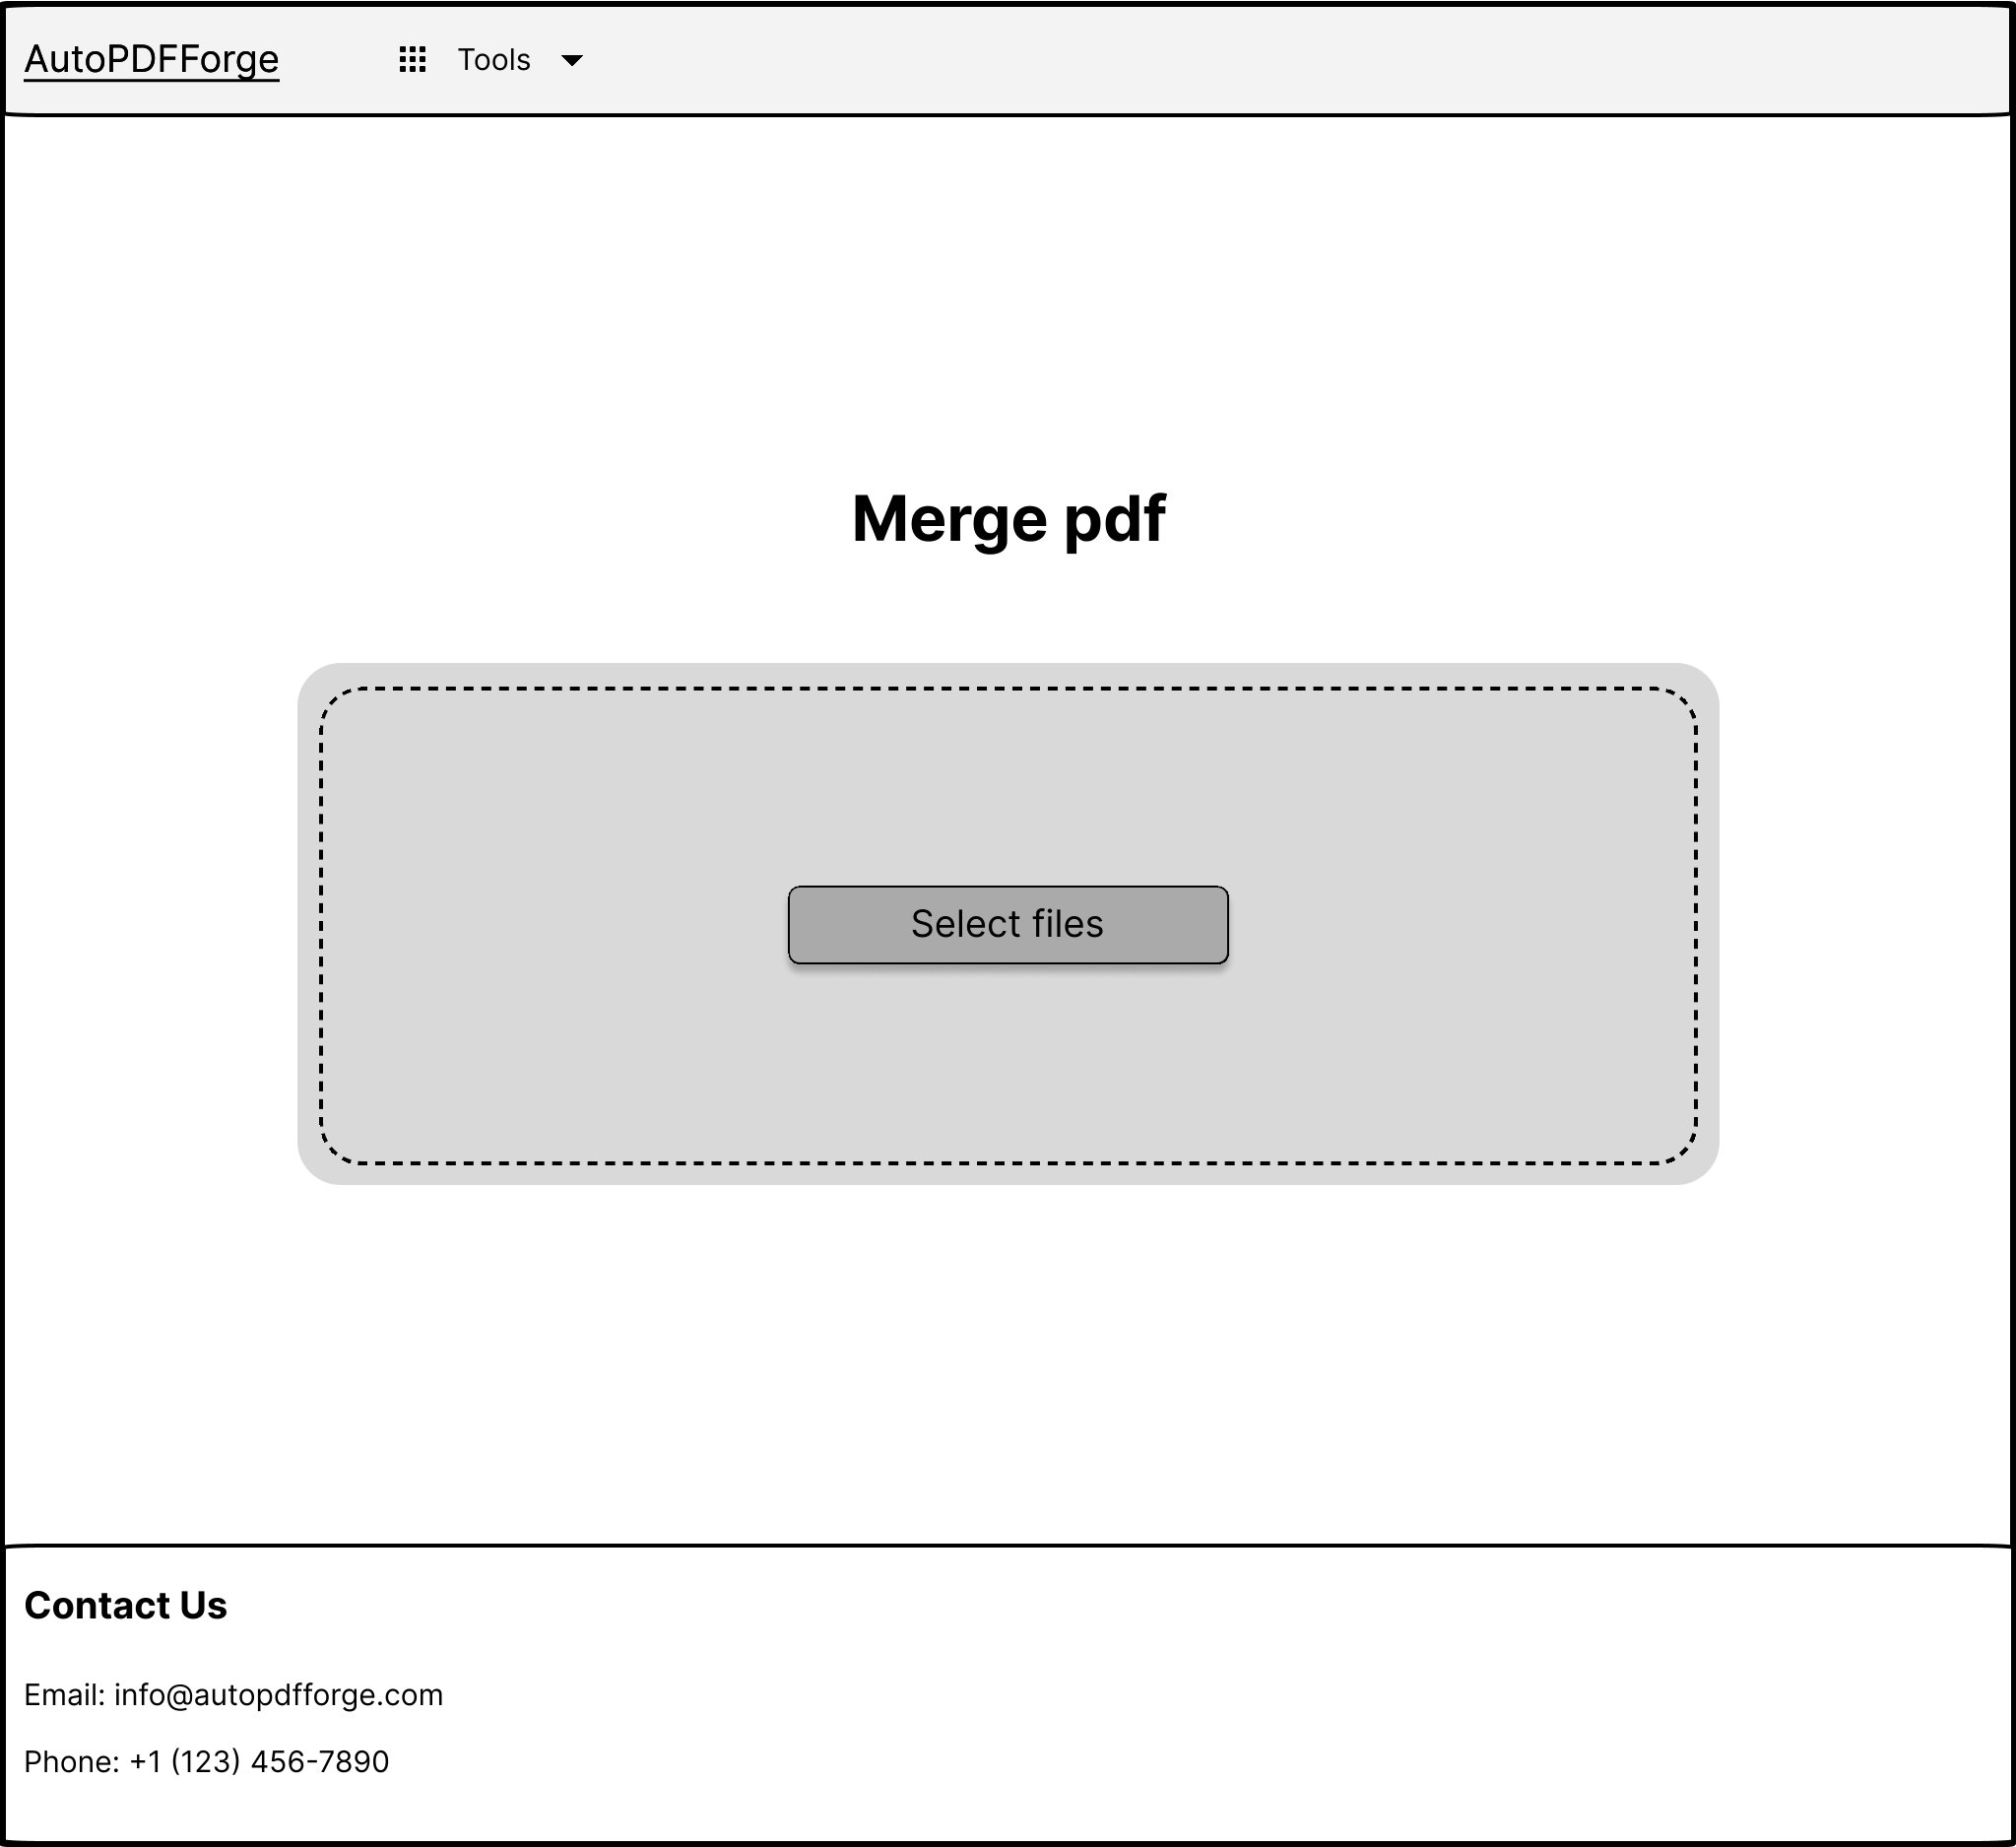 AutoPDFForge
Tools
Merge pdf
Select files
Contact Us
Email: info@autopdfforge.com
Phone: +1 (123) 456-7890